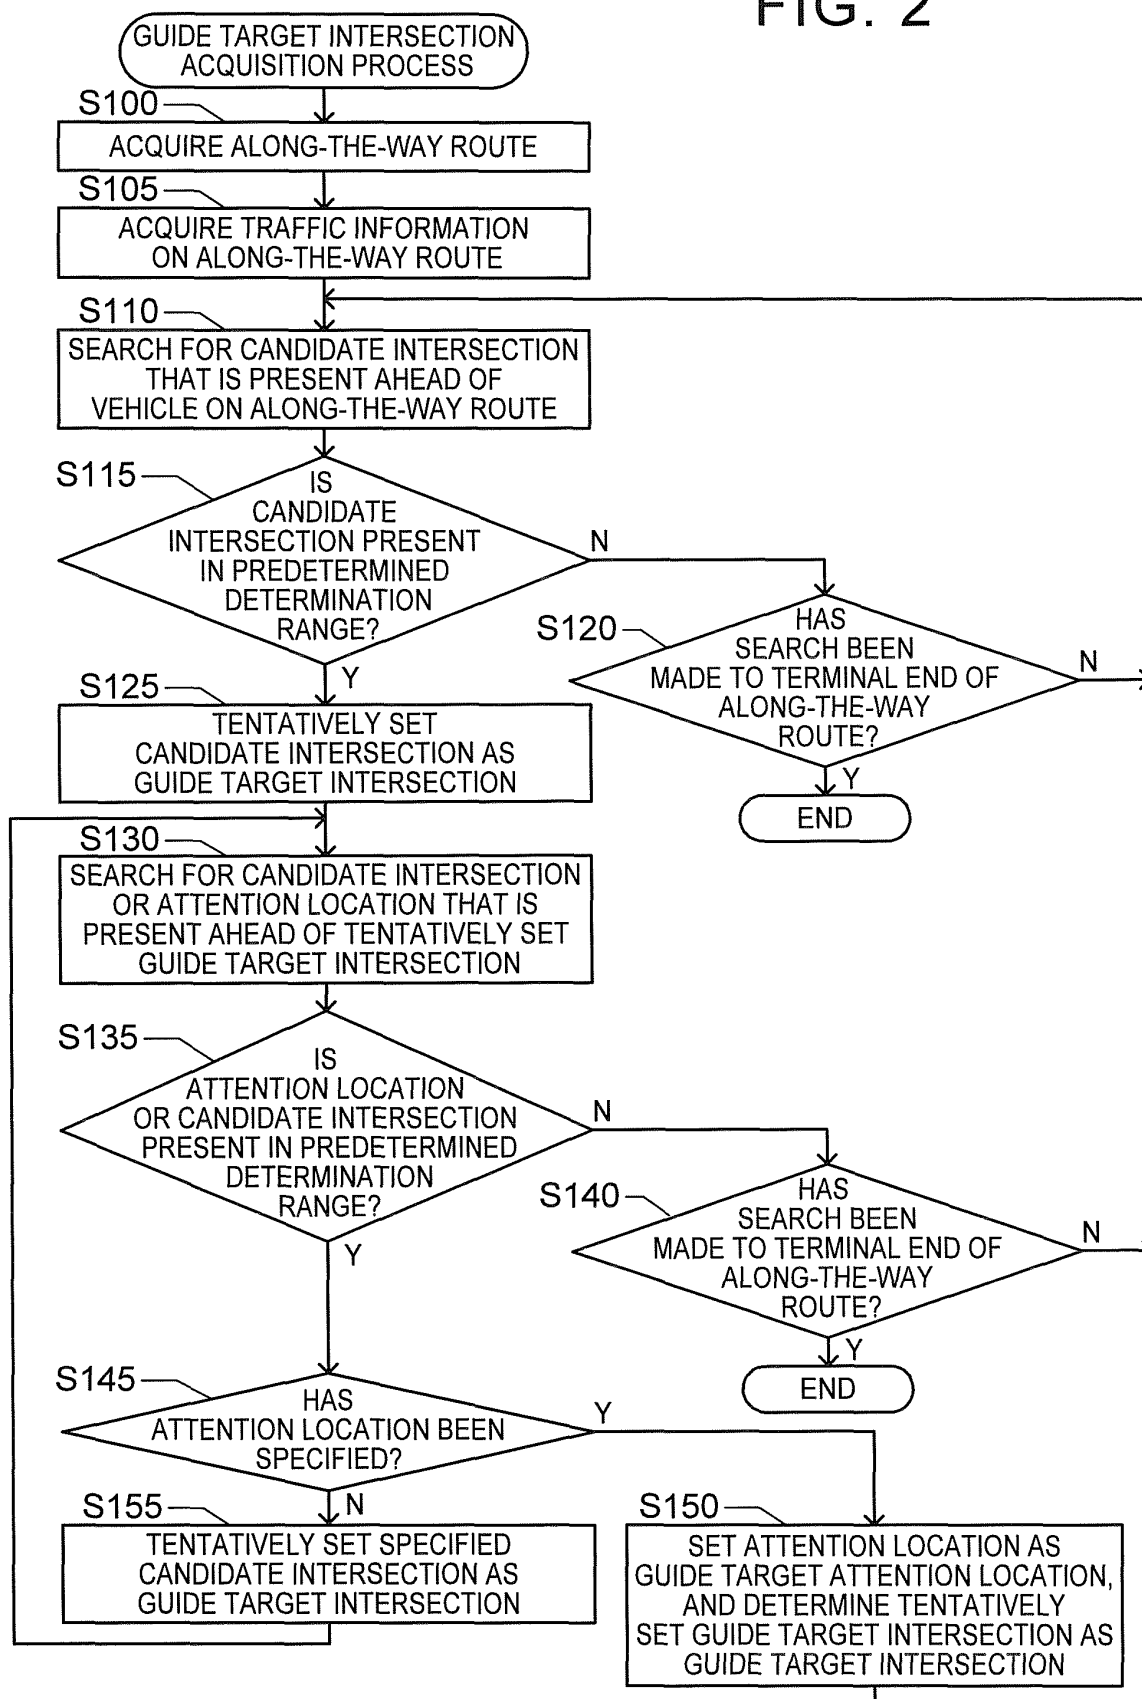 FIG. 2
GUIDE TARGET INTERSECTION
ACQUISITION PROCESS
S100
ACQUIRE ALONG-THE-WAY ROUTE
S105
ACQUIRE TRAFFIC INFORMATION
ON ALONG-THE-WAY ROUTE
S110
SEARCH FOR CANDIDATE INTERSECTION
THAT IS PRESENT AHEAD OF
VEHICLE ON ALONG-THE-WAY ROUTE
S115
IS
CANDIDATE
INTERSECTION PRESENT
IN PREDETERMINED
DETERMINATION
RANGE?
N
Y
S120
HAS
SEARCH BEEN
MADE TO TERMINAL END OF
ALONG-THE-WAY
ROUTE?
N
Y
END
S125
TENTATIVELY SET
CANDIDATE INTERSECTION AS
GUIDE TARGET INTERSECTION
S130
SEARCH FOR CANDIDATE INTERSECTION
OR ATTENTION LOCATION THAT IS
PRESENT AHEAD OF TENTATIVELY SET
GUIDE TARGET INTERSECTION
S135
IS
ATTENTION LOCATION
OR CANDIDATE INTERSECTION
PRESENT IN PREDETERMINED
DETERMINATION
RANGE?
N
Y
S140
HAS
SEARCH BEEN
MADE TO TERMINAL END OF
ALONG-THE-WAY
ROUTE?
N
Y
END
S145
HAS
ATTENTION LOCATION BEEN
SPECIFIED?
Y
N
S155
TENTATIVELY SET SPECIFIED
CANDIDATE INTERSECTION AS
GUIDE TARGET INTERSECTION
S150
SET ATTENTION LOCATION AS
GUIDE TARGET ATTENTION LOCATION,
AND DETERMINE TENTATIVELY
SET GUIDE TARGET INTERSECTION AS
GUIDE TARGET INTERSECTION